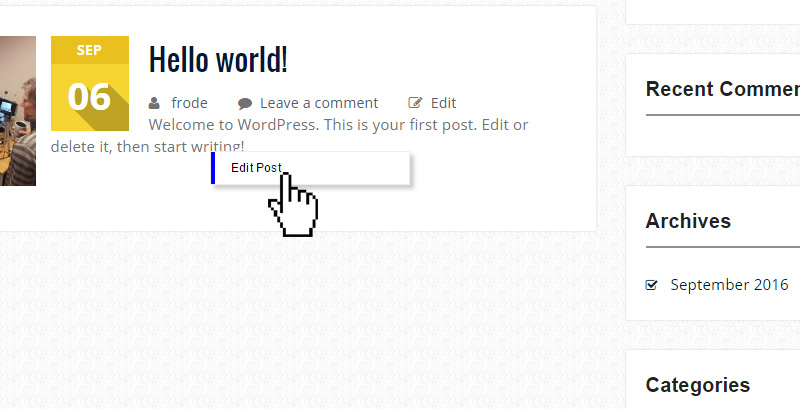 SEP
06
Hello world!
frode Leave a comment Edit
Welcome to WordPress. This is your first post. Edit or
delete it, then start writing!
Edit Post
Recent Commen
Archives
September 2016
Categories